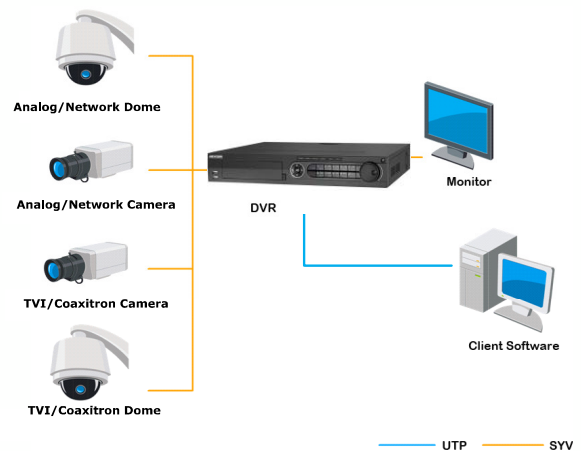 Analog/Network Dome
Analog/Network Camera
DVR
Monitor
TVI/Coaxitron Camera
Client Software
TVI/Coaxitron Dome
UTP
SYV